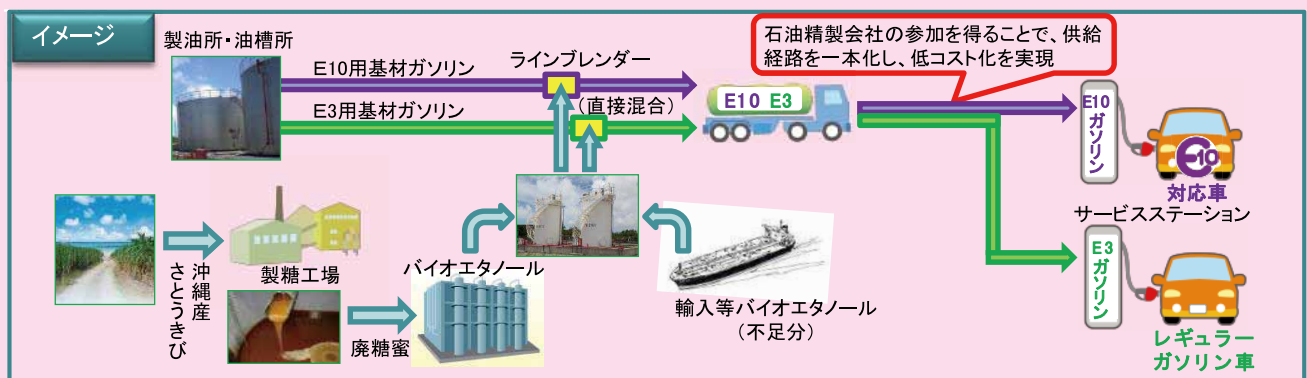 イメージ
製油所・油槽所
E10用基材ガソリン
ラインブレンダー
E3用基材ガソリン
(直接混合)
E10 E3
石油精製会社の参加を得ることで、供給
経路を一本化し、低コスト化を実現
E10
ガソリン
E10
対応車
サービスステーション
E3
ガソリン
レギュラー
ガソリン車
沖縄産
さとうきび
製糖工場
廃糖蜜
バイオエタノール
輸入等バイオエタノール
(不足分)